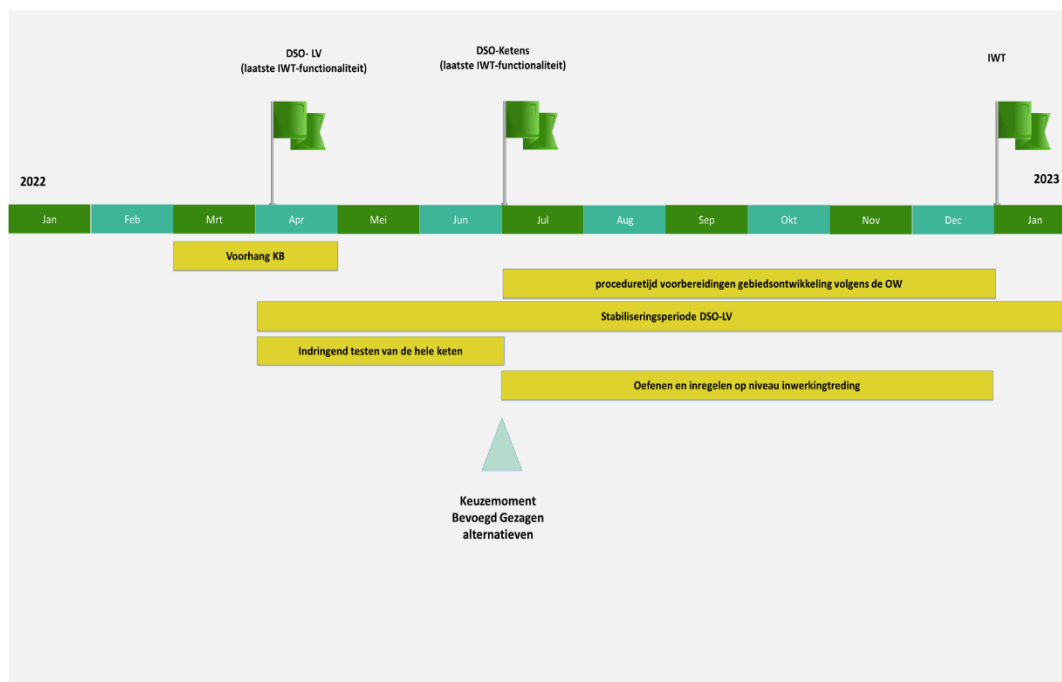 DSO- LV
(laatste IWT-functionaliteit)
DSO-Ketens
(laatste IWT-functionaliteit)
IWT
2022
2023
Jan
Feb
Mrt
Apr
Mei
Jun
Jul
Aug
Sep
Okt
Nov
Dec
Jan
Voorhang KB
proceduretijd voorbereidingen gebiedsontwikkeling volgens de OW
Stabiliseringsperiode DSO-LV
Indringend testen van de hele keten
Oefenen en inregelen op niveau inwerkingtreding
Keuzemoment
Bevoegd Gezagen
alternatieven